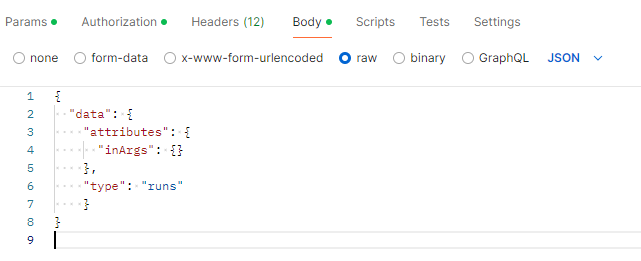 Params Authorization Headers (12) Body Scripts Tests Settings
none form-data x-www-form-urlencoded raw binary GraphQL JSON
1 {
2 "data": {
3 "attributes": {
4 "inArgs": {}
5 },
6 "type": "runs"
7 }
8 }
9